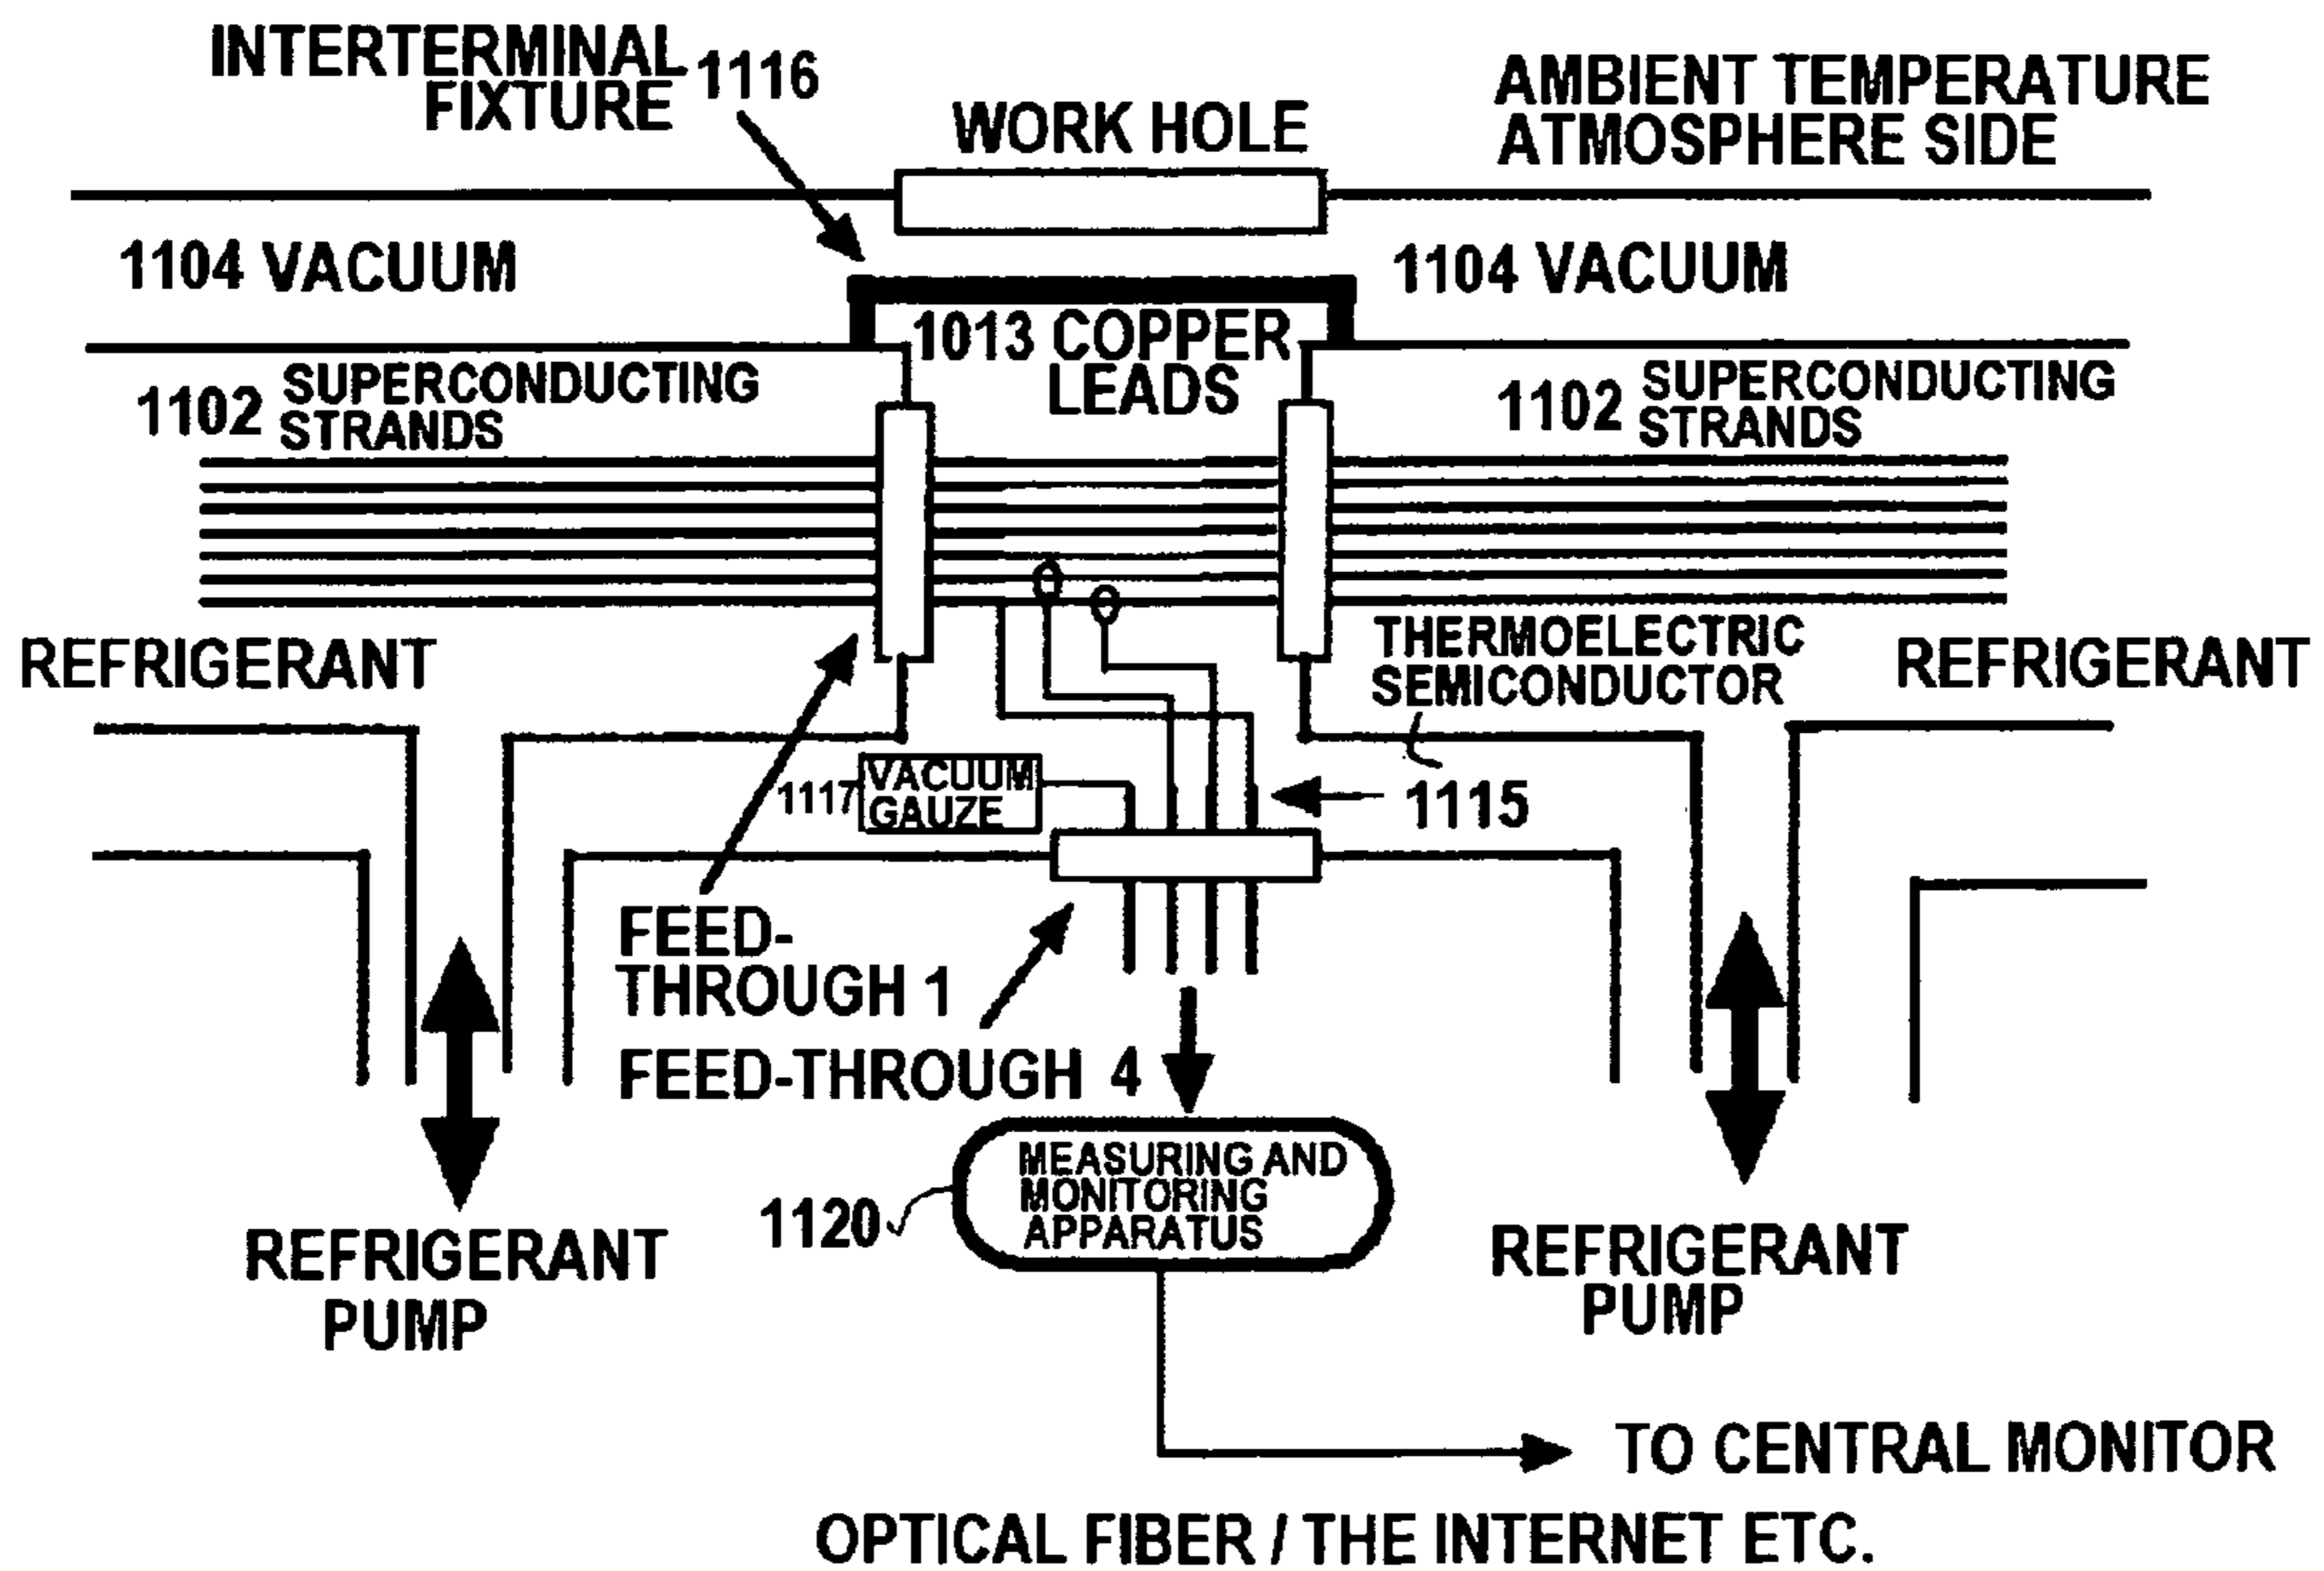 INTERTERMINAL
FIXTURE
1116
WORK HOLE
AMBIENT TEMPERATURE
ATMOSPHERE SIDE
1104 VACUUM
1104 VACUUM
1013 COPPER
LEADS
1102 SUPERCONDUCTING
STRANDS
1102 SUPERCONDUCTING
STRANDS
REFRIGERANT
THERMOELECTRIC
SEMICONDUCTOR
REFRIGERANT
1117
VACUUM
GAUZE
1115
FEED-
THROUGH 1
FEED-THROUGH 4
MEASURING AND
MONITORING
APPARATUS
1120
REFRIGERANT
PUMP
REFRIGERANT
PUMP
TO CENTRAL MONITOR
OPTICAL FIBER / THE INTERNET ETC.